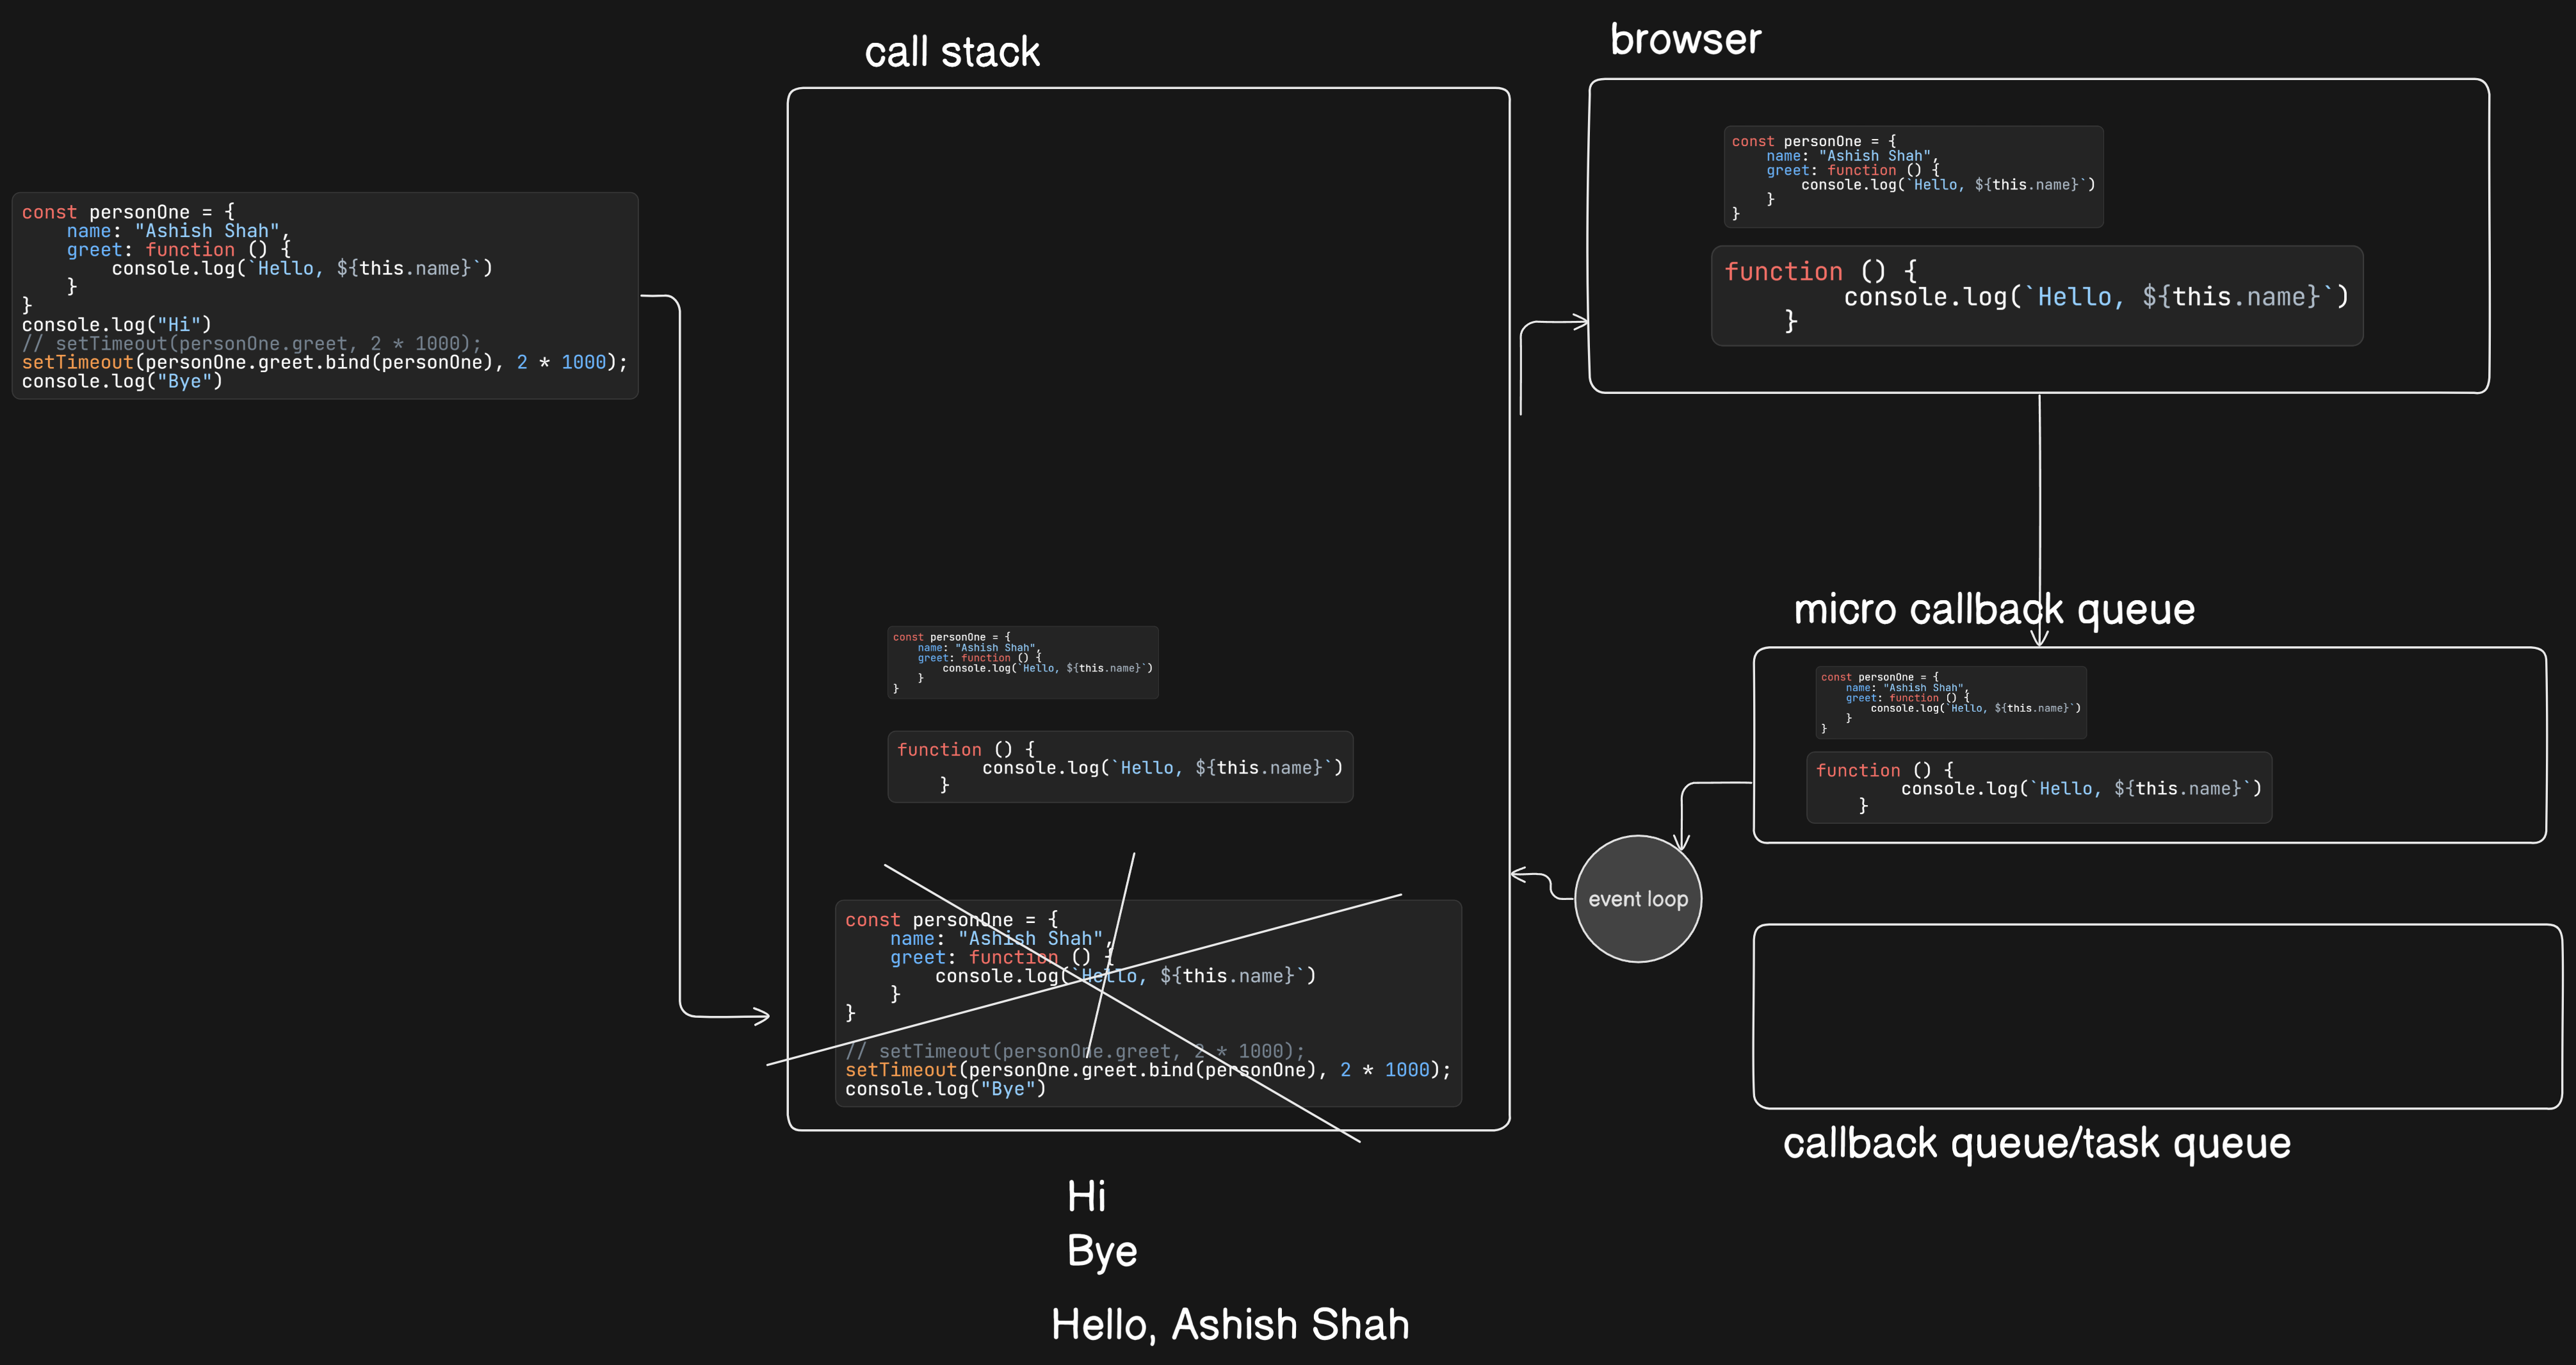 call stack
browser
const personOne = {
    name: "Ashish Shah",
    greet: function () {
        console.log(`Hello, ${this.name}`)
    }
}
console.log("Hi")
// setTimeout(personOne.greet, 2 * 1000);
setTimeout(personOne.greet.bind(personOne), 2 * 1000);
console.log("Bye")
const personOne = {
    name: "Ashish Shah",
    greet: function () {
        console.log(`Hello, ${this.name}`)
    }
}
function () {
        console.log(`Hello, ${this.name}`)
    }
const personOne = {
    name: "Ashish Shah",
    greet: function () {
        console.log(`Hello, ${this.name}`)
    }
}
function () {
        console.log(`Hello, ${this.name}`)
    }
const personOne = {
    name: "Ashish Shah",
    greet: function () {
        console.log(`Hello, ${this.name}`)
    }
}
// setTimeout(personOne.greet, 2 * 1000);
setTimeout(personOne.greet.bind(personOne), 2 * 1000);
console.log("Bye")
micro callback queue
const personOne = {
    name: "Ashish Shah",
    greet: function () {
        console.log(`Hello, ${this.name}`)
    }
}
function () {
        console.log(`Hello, ${this.name}`)
    }
event loop
callback queue/task queue
Hi
Bye
Hello, Ashish Shah